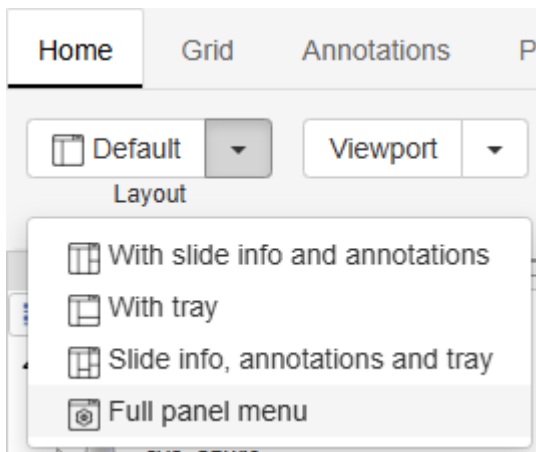 Home Grid Annotations P
Default Viewport
Layout
With slide info and annotations
With tray
Slide info, annotations and tray
Full panel menu